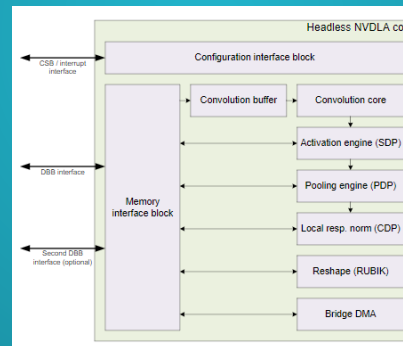 Headless NVDLA co
Configuration interface block
CSB / interrupt
interface
Convolution buffer
Convolution core
Activation engine (SDP)
DBB interface
Pooling engine (PDP)
Memory
interface block
Local resp. norm (CDP)
Second DBB
interface (optional)
Reshape (RUBIK)
Bridge DMA